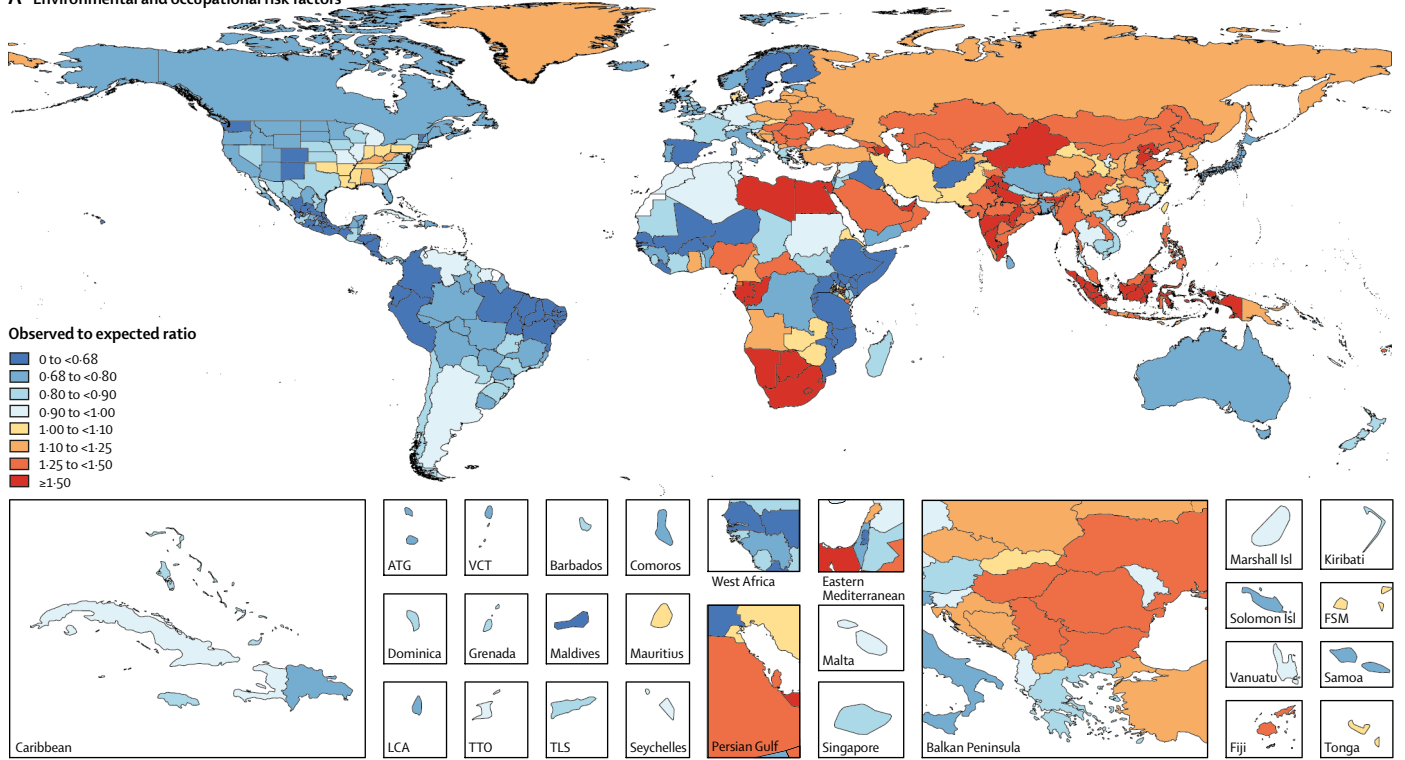 A Environmental and occupational risk factors
Observed to expected ratio
0 to <0·68
0·68 to <0·80
0·80 to <0·90
0·90 to <1·00
1·00 to <1·10
1·10 to <1·25
1·25 to <1·50
≥1·50
Caribbean
ATG
VCT
Barbados
Comoros
West Africa
Eastern
Mediterranean
Marshall Isl
Kiribati
Dominica
Grenada
Maldives
Mauritius
Malta
Solomon Isl
FSM
Vanuatu
Samoa
LCA
TTO
TLS
Seychelles
Persian Gulf
Singapore
Balkan Peninsula
Fiji
Tonga